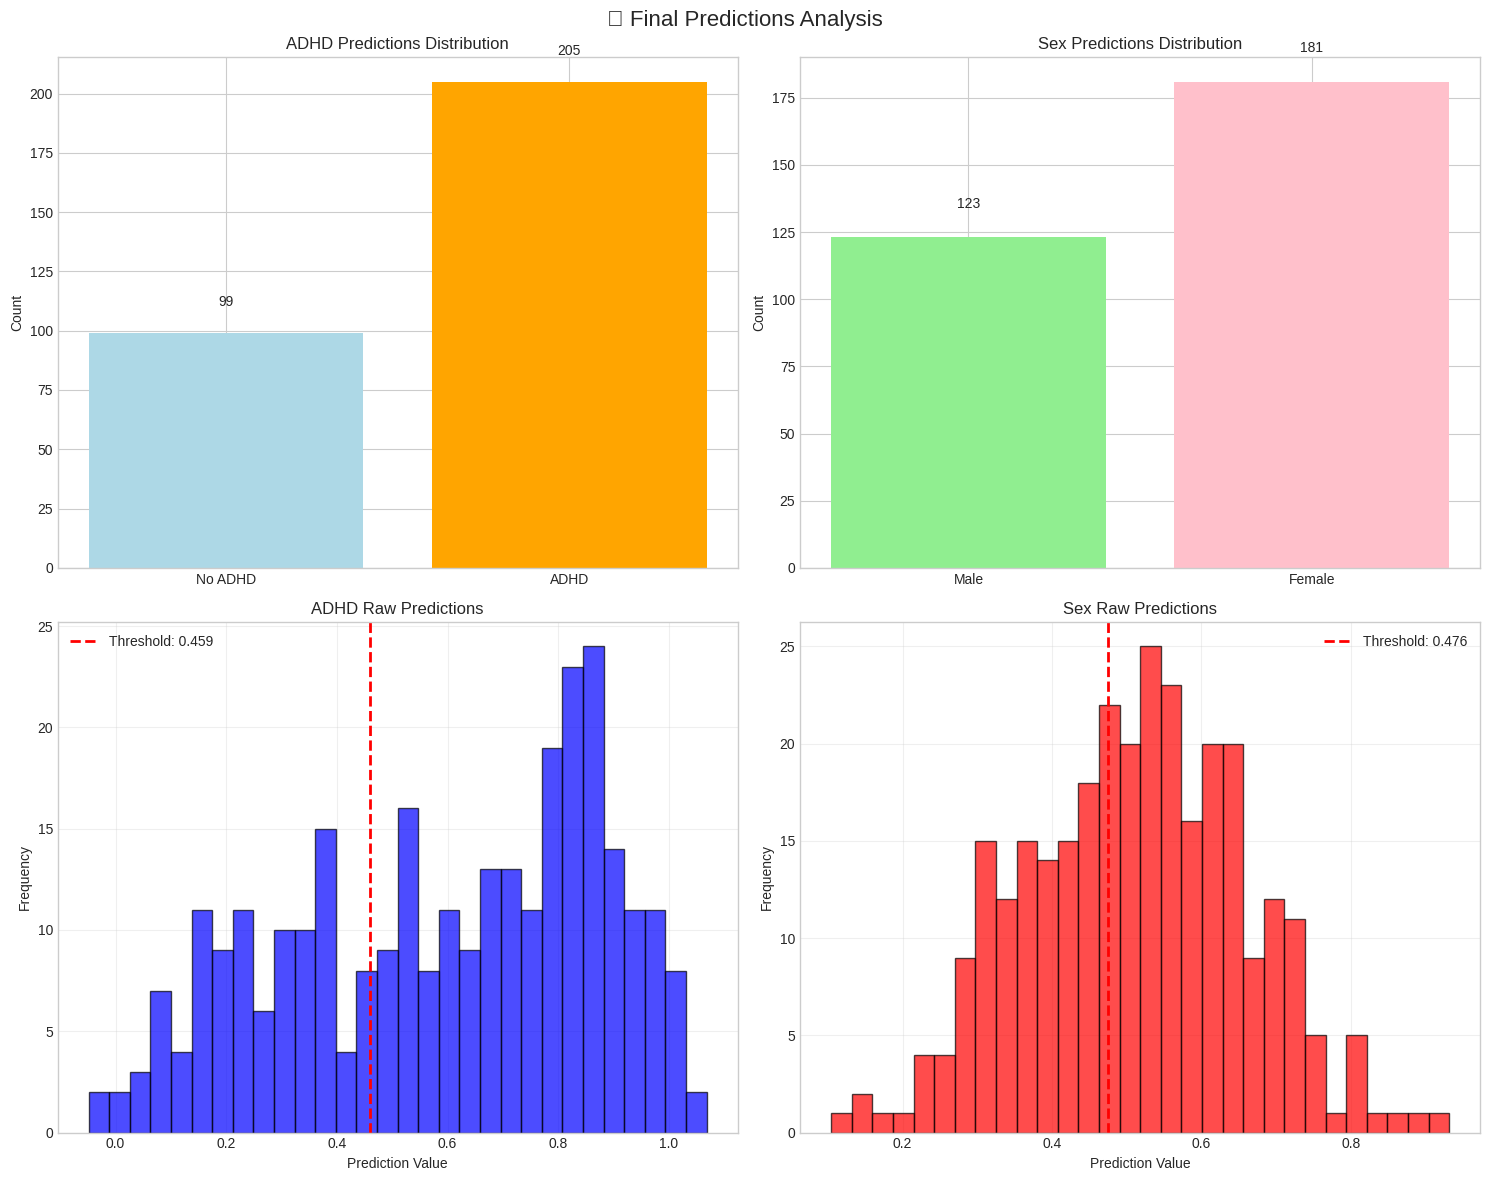 Final Predictions Analysis
ADHD Predictions Distribution
205
99
Count
0
25
50
75
100
125
150
175
200
No ADHD
ADHD
Sex Predictions Distribution
181
123
Count
0
25
50
75
100
125
150
175
Male
Female
ADHD Raw Predictions
Threshold: 0.459
Frequency
0
5
10
15
20
25
0.0
0.2
0.4
0.6
0.8
1.0
Prediction Value
Sex Raw Predictions
Threshold: 0.476
Frequency
0
5
10
15
20
25
0.2
0.4
0.6
0.8
Prediction Value